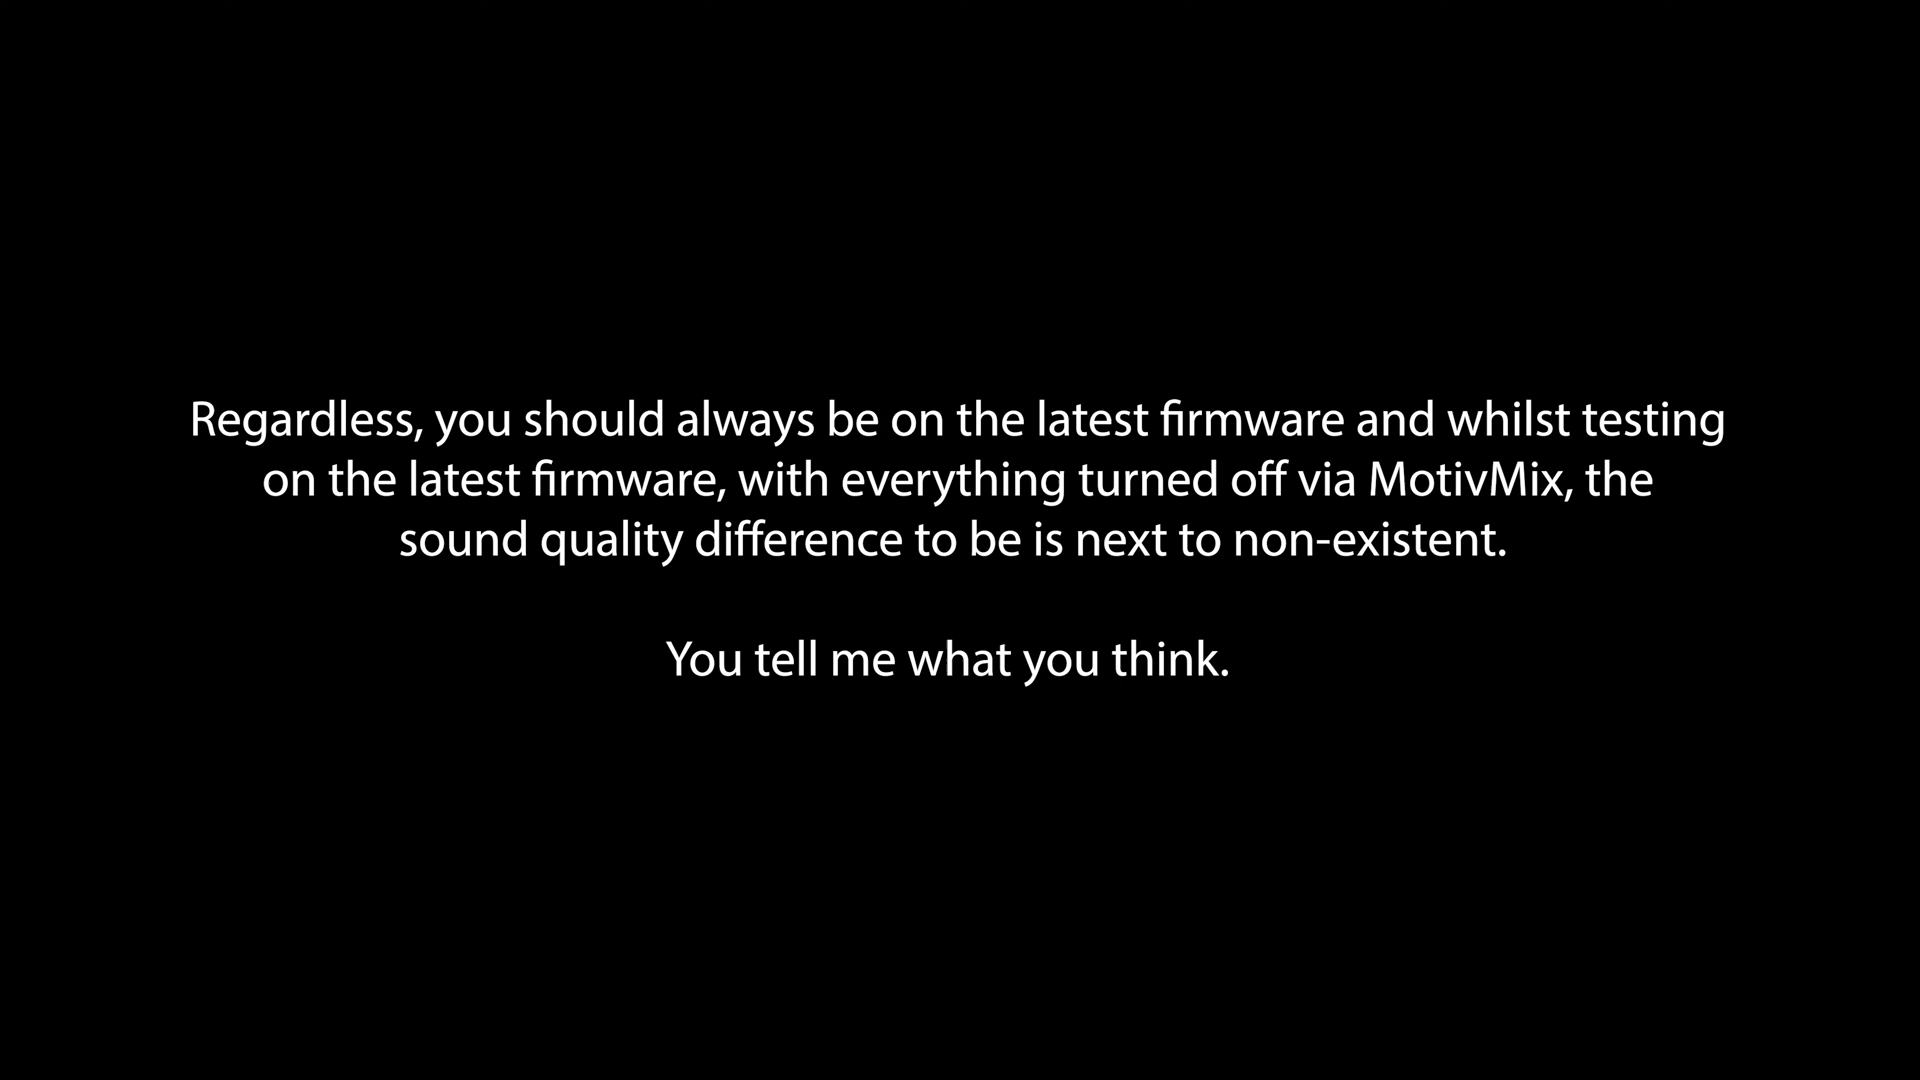 Regardless, you should always be on the latest firmware and whilst testing
on the latest firmware, with everything turned off via MotivMix, the
sound quality difference to be is next to non-existent.
You tell me what you think.